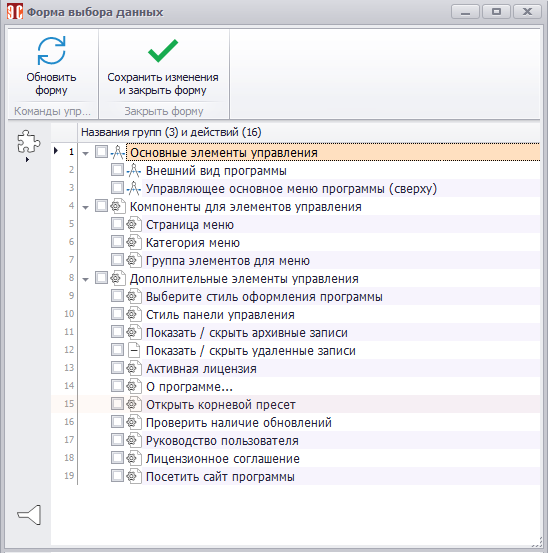 Форма выбора данных
Обновить
форму
Команды упр...
Сохранить изменения
и закрыть форму
Закрыть форму
Названия групп (3) и действий (16)
1 Основные элементы управления
2 Внешний вид программы
3 Управляющее основное меню программы (сверху)
4 Компоненты для элементов управления
5 Страница меню
6 Категория меню
7 Группа элементов для меню
8 Дополнительные элементы управления
9 Выберите стиль оформления программы
10 Стиль панели управления
11 Показать / скрыть архивные записи
12 Показать / скрыть удаленные записи
13 Активная лицензия
14 О программе...
15 Открыть корневой пресет
16 Проверить наличие обновлений
17 Руководство пользователя
18 Лицензионное соглашение
19 Посетить сайт программы